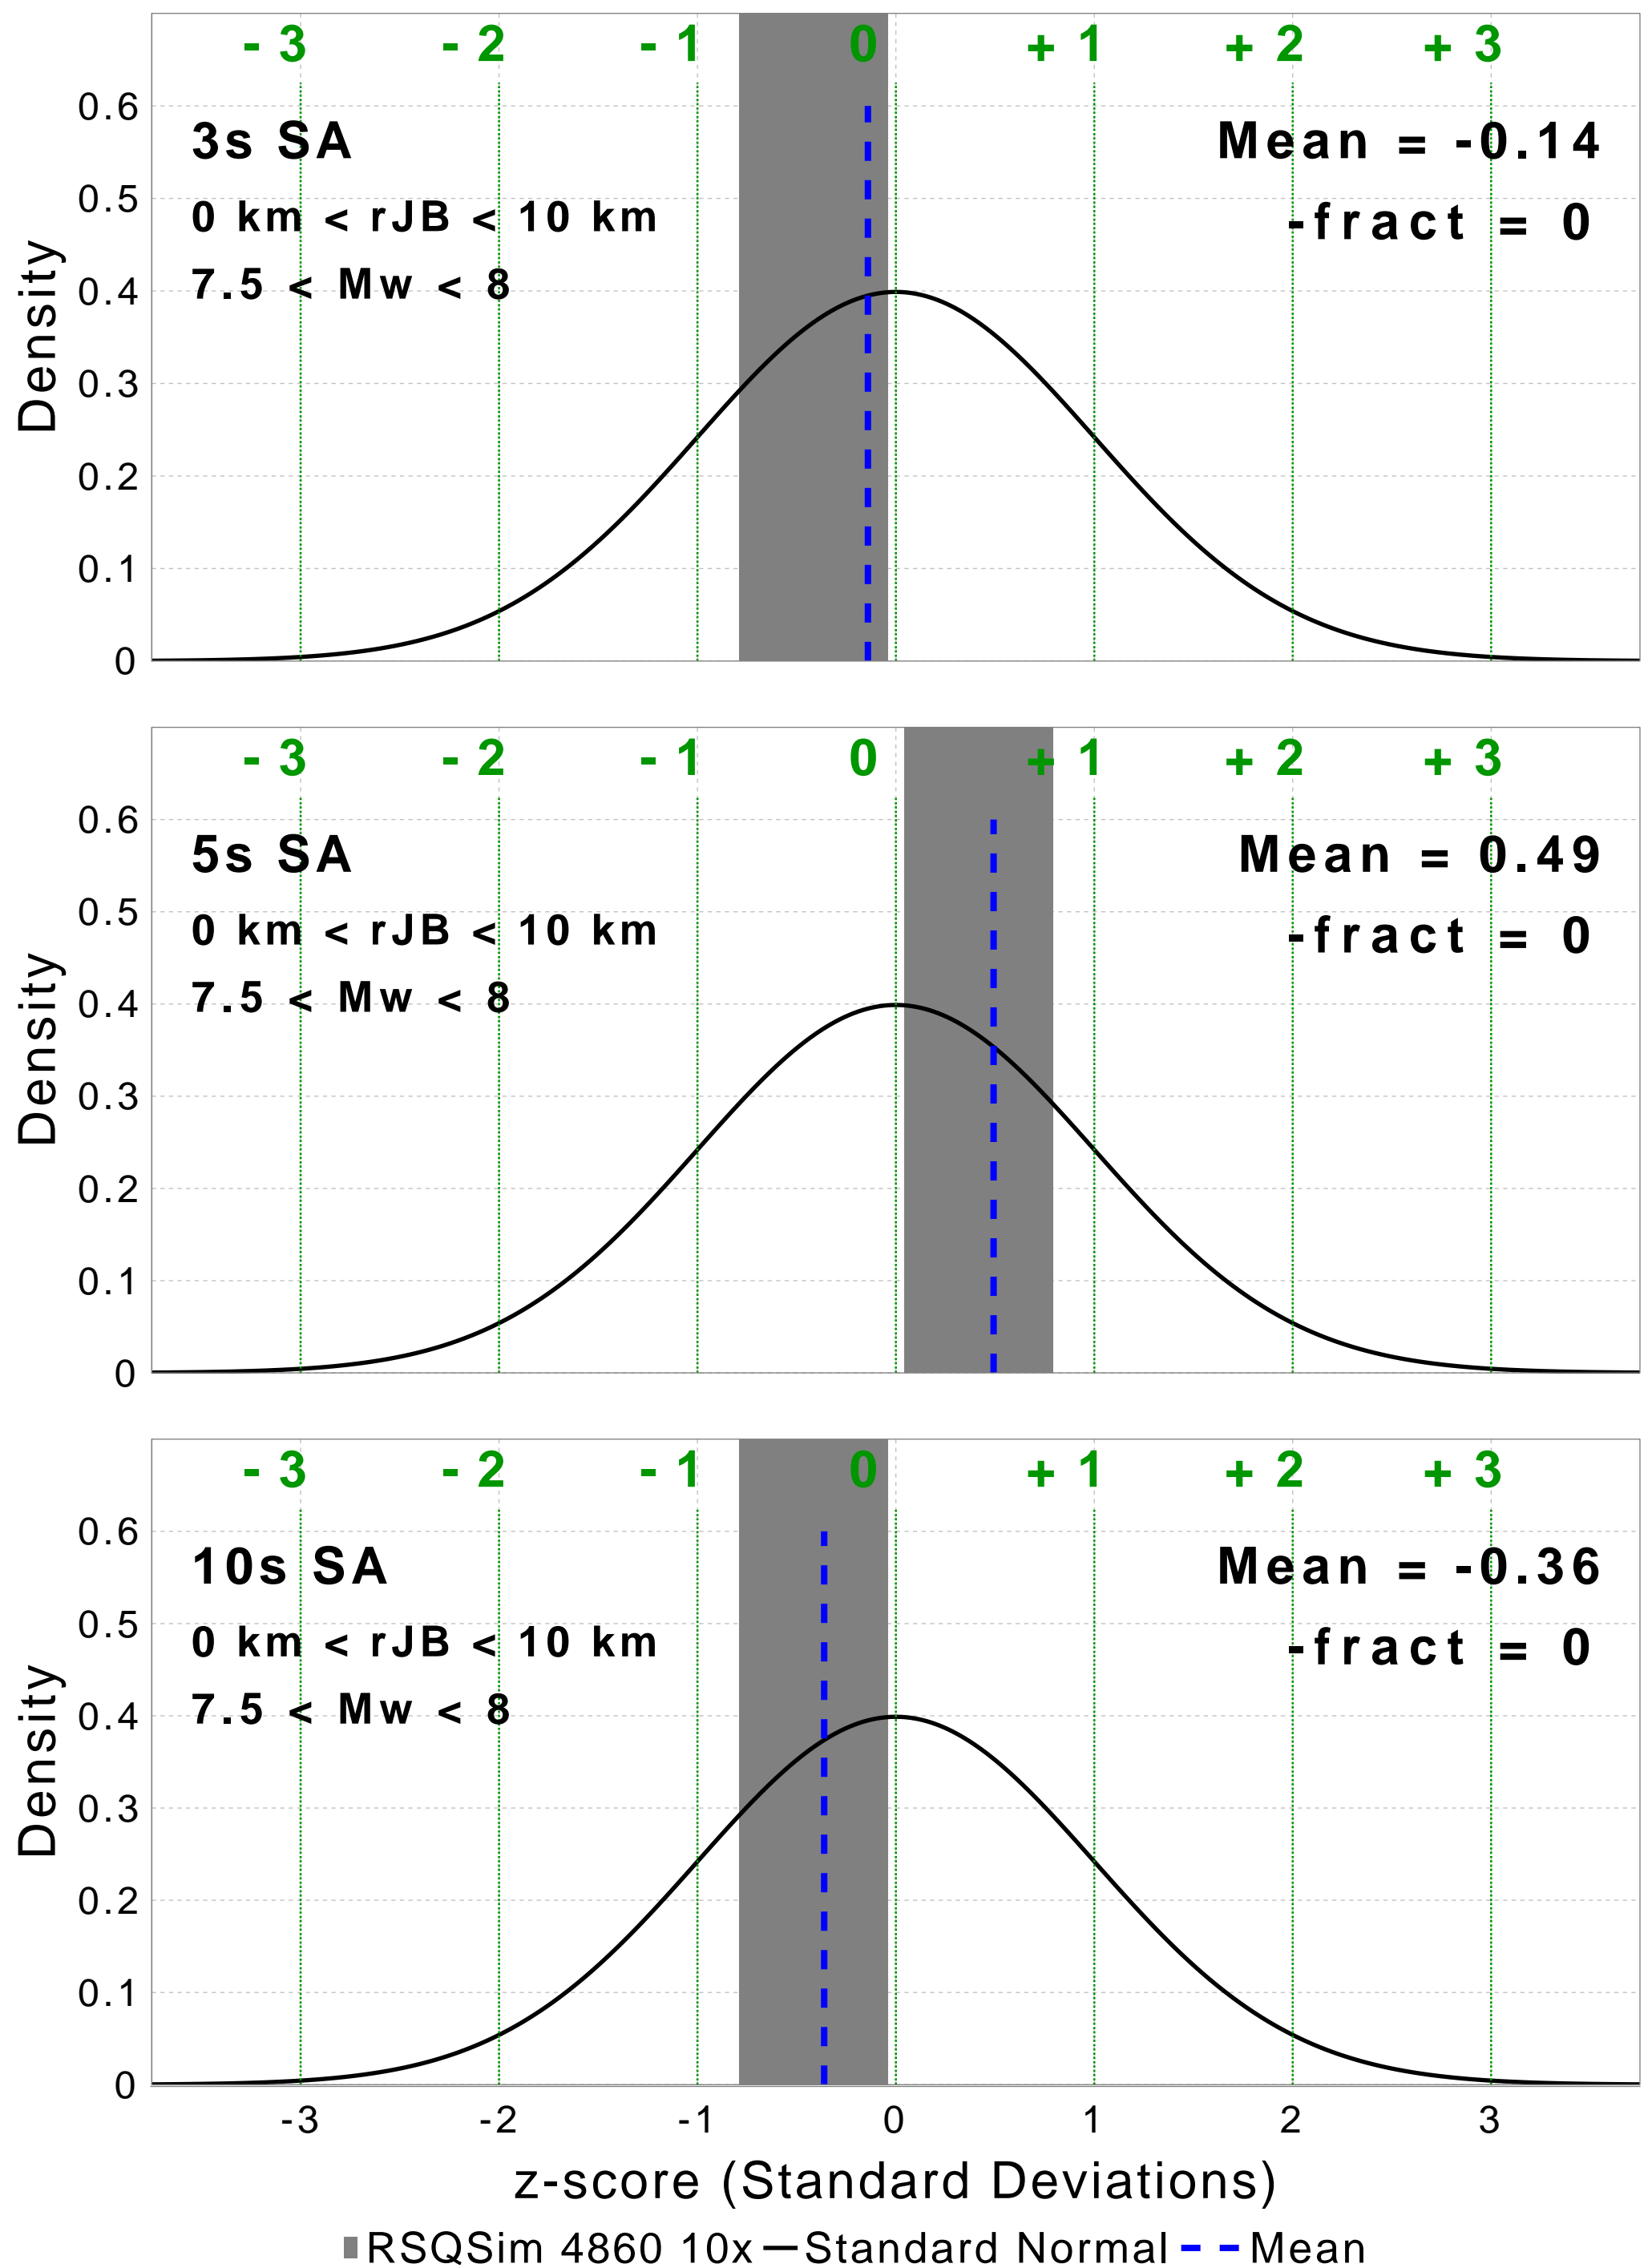 - 3 - 2 - 1 0 + 1 + 2 + 3
0.6
3s SA Mean = -0.14
0.5
0 km < rJB < 10 km -fract = 0
7.5 < Mw < 8
0.4
0.3
0.2
0.1
0
Density
- 3 - 2 - 1 0 + 1 + 2 + 3
0.6
5s SA Mean = 0.49
0.5
0 km < rJB < 10 km -fract = 0
7.5 < Mw < 8
0.4
0.3
0.2
0.1
0
Density
- 3 - 2 - 1 0 + 1 + 2 + 3
0.6
10s SA Mean = -0.36
0.5
0 km < rJB < 10 km -fract = 0
7.5 < Mw < 8
0.4
0.3
0.2
0.1
0
Density
-3 -2 -1 0 1 2 3
z-score (Standard Deviations)
RSQSim 4860 10x Standard Normal Mean